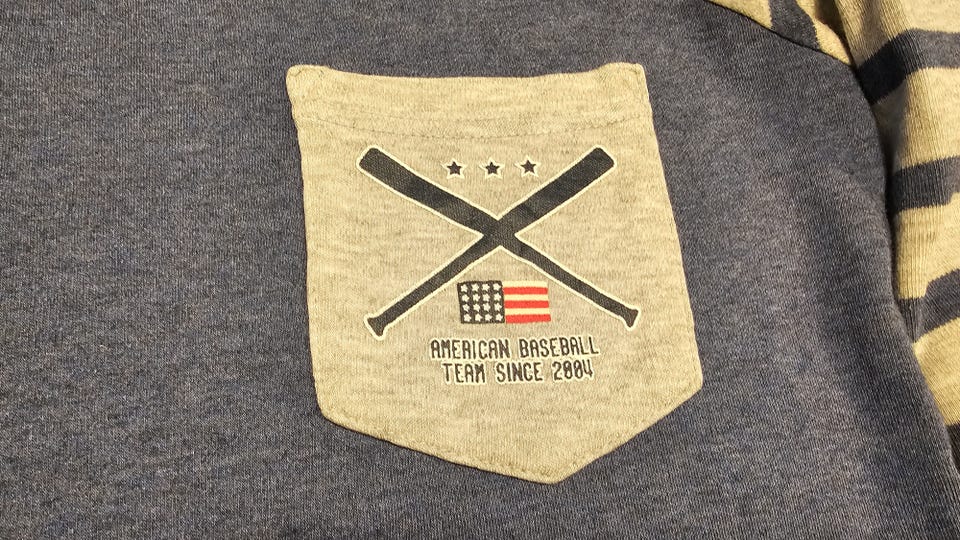 AMERICAN BASEBALL
TEAM SINCE 2004